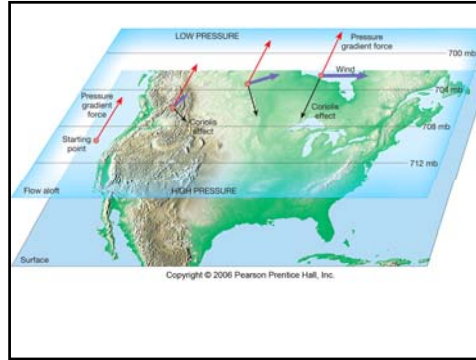 LOW PRESSURE
Pressure
gradient force
700 mb
Wind
704 mb
Pressure
gradient
force
Coriolis
effect
Coriolis
effect
708 mb
Starting
point
712 mb
Flow aloft
HIGH PRESSURE
Surface
Copyright © 2006 Pearson Prentice Hall, Inc.